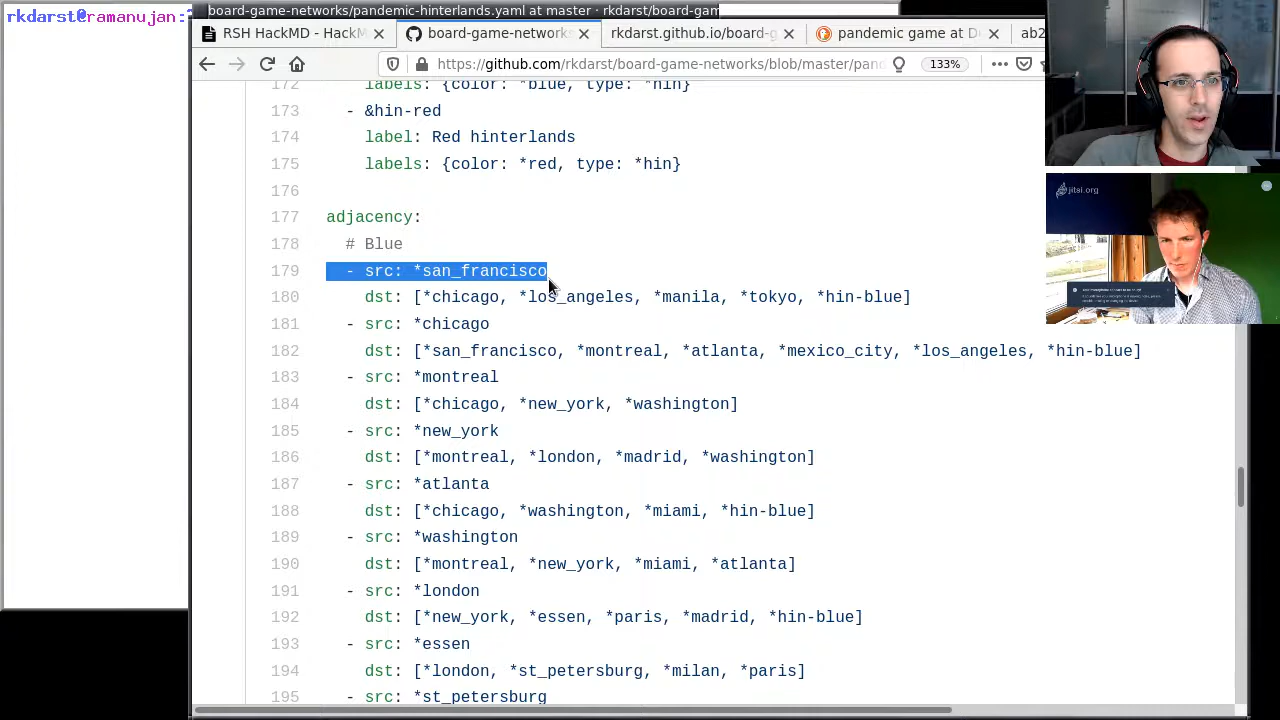 rkdarst@ramanujan:
board-game-networks/pandemic-hinterlands.yaml at master · rkdarst/board-gam
RSH HackMD - HackM
board-game-network
rkdarst.github.io/board-g
pandemic game at D
ab2
https://github.com/rkdarst/board-game-networks/blob/master/pand
133%
172 labels: {color: *blue, type: *hin}
173 - &hin-red
174 label: Red hinterlands
175 labels: {color: *red, type: *hin}
176
177 adjacency:
178 # Blue
179 - src: *san_francisco
180 dst: [*chicago, *los_angeles, *manila, *tokyo, *hin-blue]
181 - src: *chicago
182 dst: [*san_francisco, *montreal, *atlanta, *mexico_city, *los_angeles, *hin-blue]
183 - src: *montreal
184 dst: [*chicago, *new_york, *washington]
185 - src: *new_york
186 dst: [*montreal, *london, *madrid, *washington]
187 - src: *atlanta
188 dst: [*chicago, *washington, *miami, *hin-blue]
189 - src: *washington
190 dst: [*montreal, *new_york, *miami, *atlanta]
191 - src: *london
192 dst: [*new_york, *essen, *paris, *madrid, *hin-blue]
193 - src: *essen
194 dst: [*london, *st_petersburg, *milan, *paris]
195 - src: *st_petersburg
jitsi.org